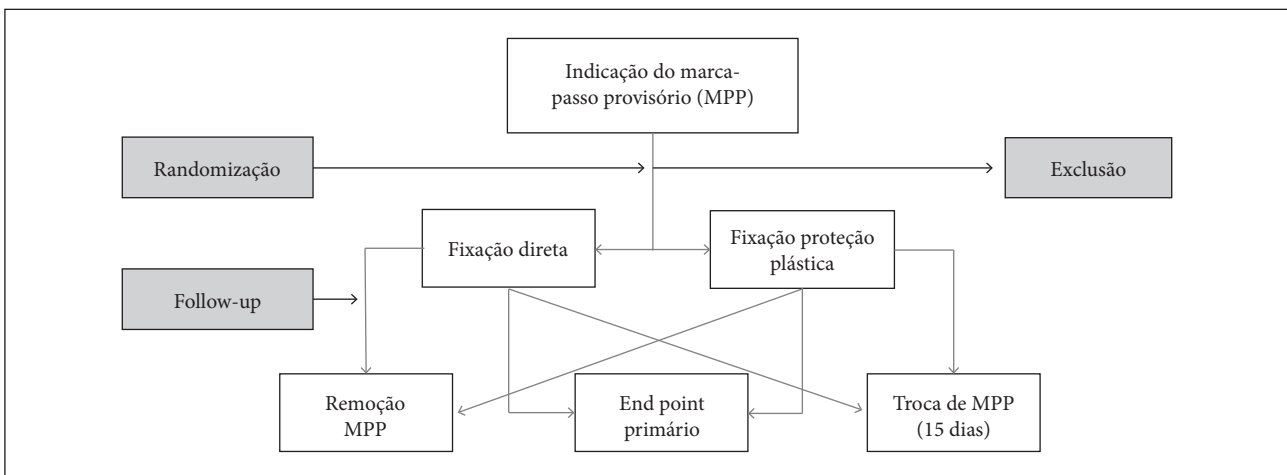 Indicação do marca-
passo provisório (MPP)
Randomização
Exclusão
Fixação direta
Fixação proteção
plástica
Follow-up
Remoção
MPP
End point
primário
Troca de MPP
(15 dias)